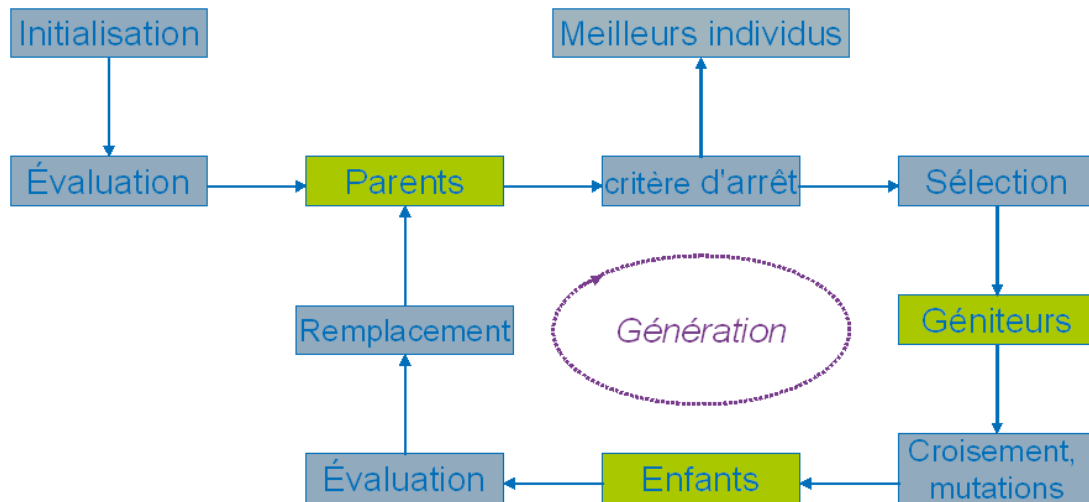 Initialisation
Meilleurs individus
Évaluation
Parents
critère d'arrêt
Sélection
Remplacement
Génération
Géniteurs
Évaluation
Enfants
Croisement,
mutations